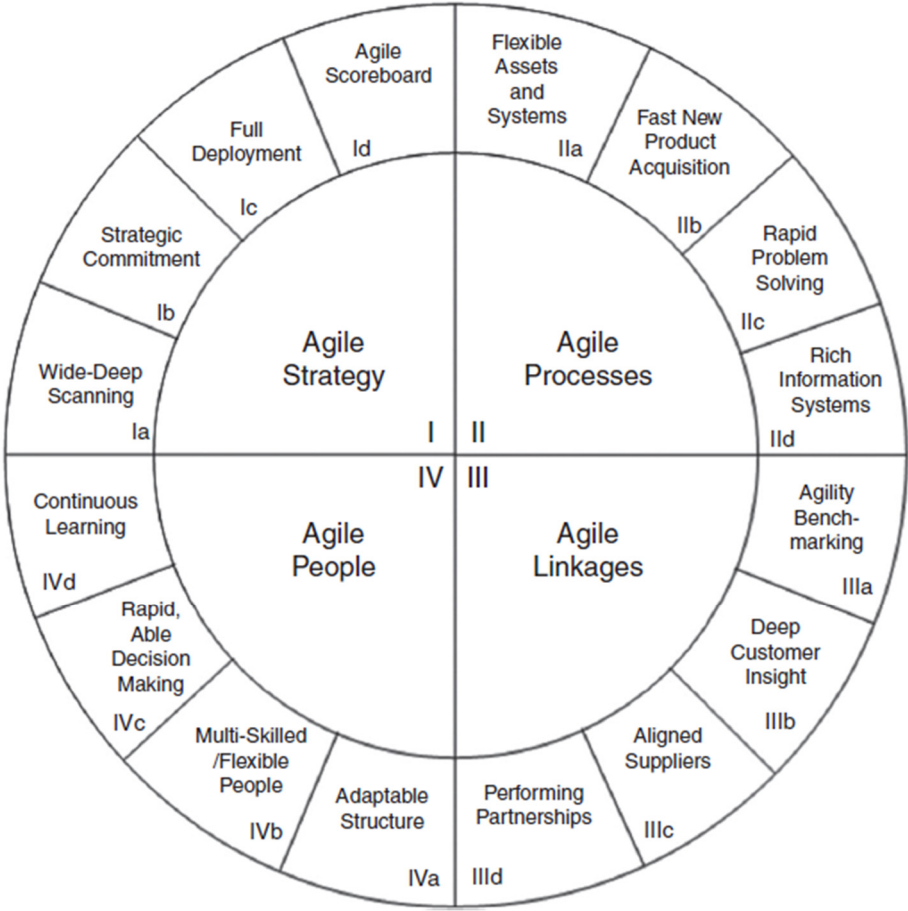 Agile
Scoreboard
Id
Flexible
Assets
and
Systems
IIa
Full
Deployment
Ic
Fast New
Product
Acquisition
IIb
Strategic
Commitment
Ib
Rapid
Problem
Solving
IIc
Wide-Deep
Scanning
Ia
Rich
Information
Systems
IId
Agile
Strategy
I
Agile
Processes
II
IV
Agile
People
III
Agile
Linkages
Continuous
Learning
IVd
Agility
Bench-
marking
IIIa
Rapid,
Able
Decision
Making
IVc
Deep
Customer
Insight
IIIb
Multi-Skilled
/Flexible
People
IVb
Aligned
Suppliers
IIIc
Adaptable
Structure
IVa
Performing
Partnerships
IIId